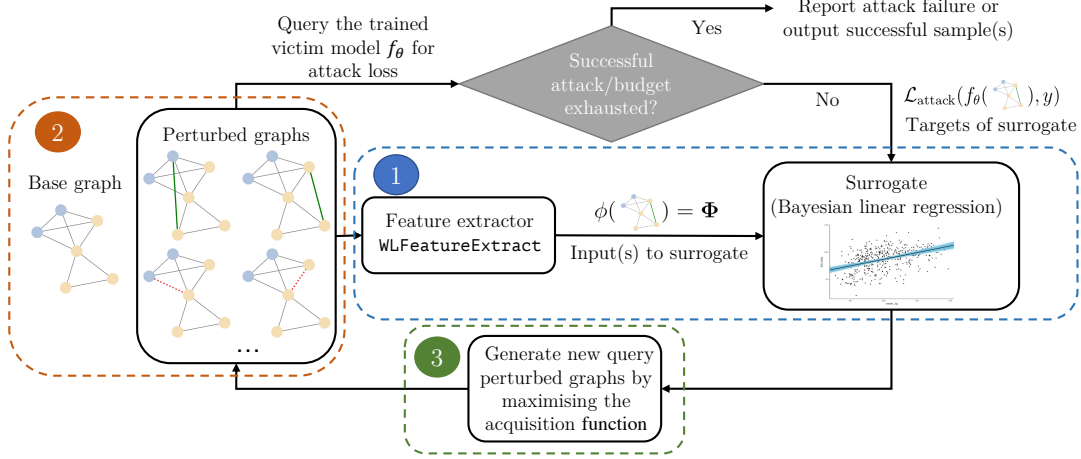 Query the trained
victim model fθ for
attack loss
Yes
Report attack failure or
output successful sample(s)
Successful
attack/budget
exhausted?
No
ℒattack(fθ( ), y)
Targets of surrogate
2
Base graph
Perturbed graphs
...
1
Feature extractor
WLFeatureExtract
ϕ( ) = Φ
Input(s) to surrogate
Surrogate
(Bayesian linear regression)
3
Generate new query
perturbed graphs by
maximising the
acquisition function